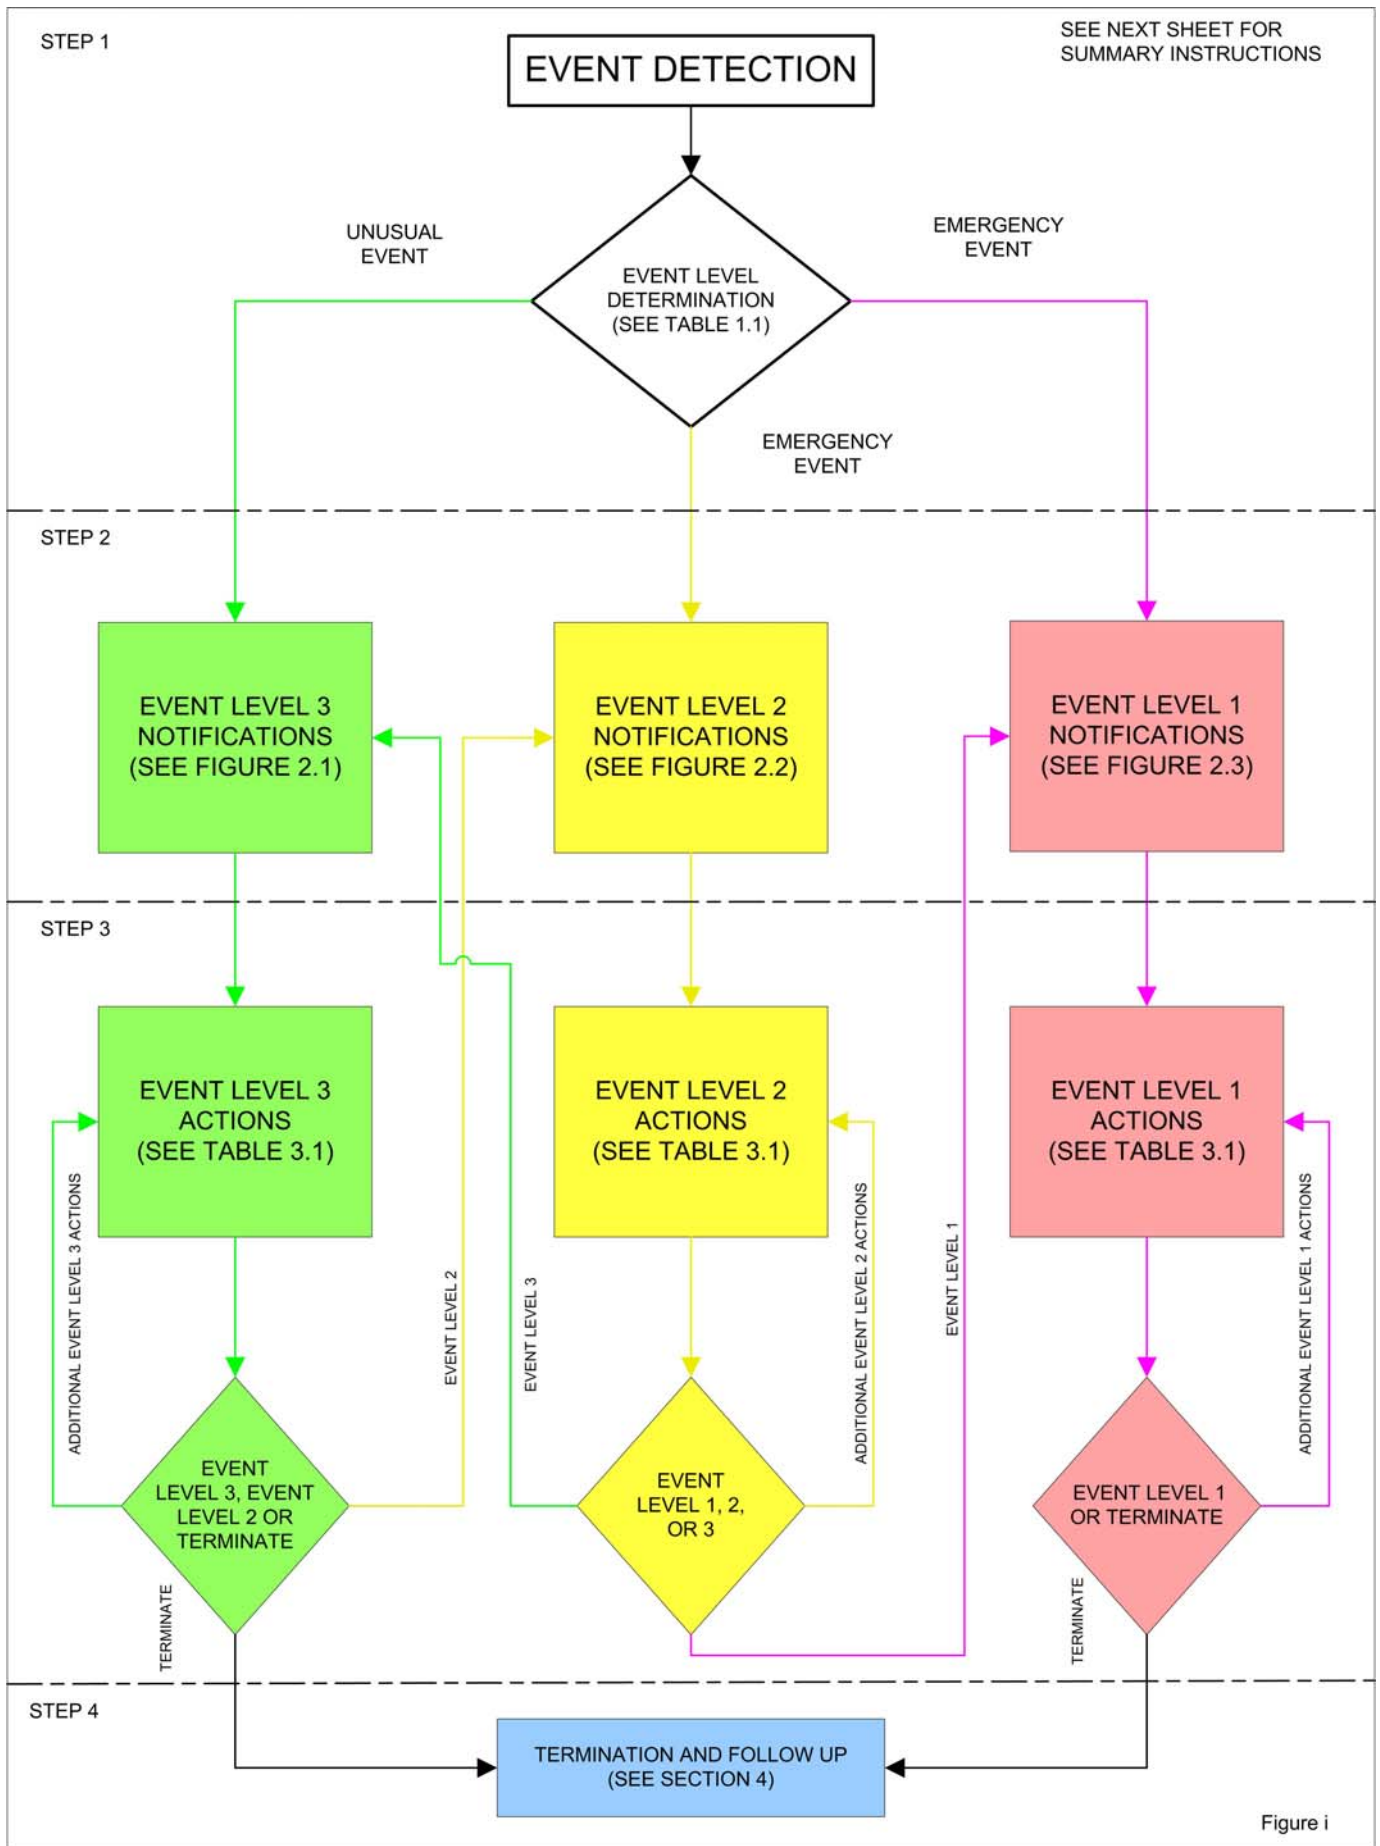 STEP 1
SEE NEXT SHEET FOR
SUMMARY INSTRUCTIONS
EVENT DETECTION
UNUSUAL
EVENT
EMERGENCY
EVENT
EVENT LEVEL
DETERMINATION
(SEE TABLE 1.1)
EMERGENCY
EVENT
STEP 2
EVENT LEVEL 3
NOTIFICATIONS
(SEE FIGURE 2.1)
EVENT LEVEL 2
NOTIFICATIONS
(SEE FIGURE 2.2)
EVENT LEVEL 1
NOTIFICATIONS
(SEE FIGURE 2.3)
STEP 3
EVENT LEVEL 3
ACTIONS
(SEE TABLE 3.1)
EVENT LEVEL 2
ACTIONS
(SEE TABLE 3.1)
EVENT LEVEL 1
ACTIONS
(SEE TABLE 3.1)
ADDITIONAL EVENT LEVEL 3 ACTIONS
EVENT LEVEL 2
EVENT LEVEL 3
ADDITIONAL EVENT LEVEL 2 ACTIONS
EVENT LEVEL 1
ADDITIONAL EVENT LEVEL 1 ACTIONS
EVENT
LEVEL 3, EVENT
LEVEL 2 OR
TERMINATE
EVENT
LEVEL 1, 2,
OR 3
EVENT LEVEL 1
OR TERMINATE
TERMINATE
TERMINATE
STEP 4
TERMINATION AND FOLLOW UP
(SEE SECTION 4)
Figure i